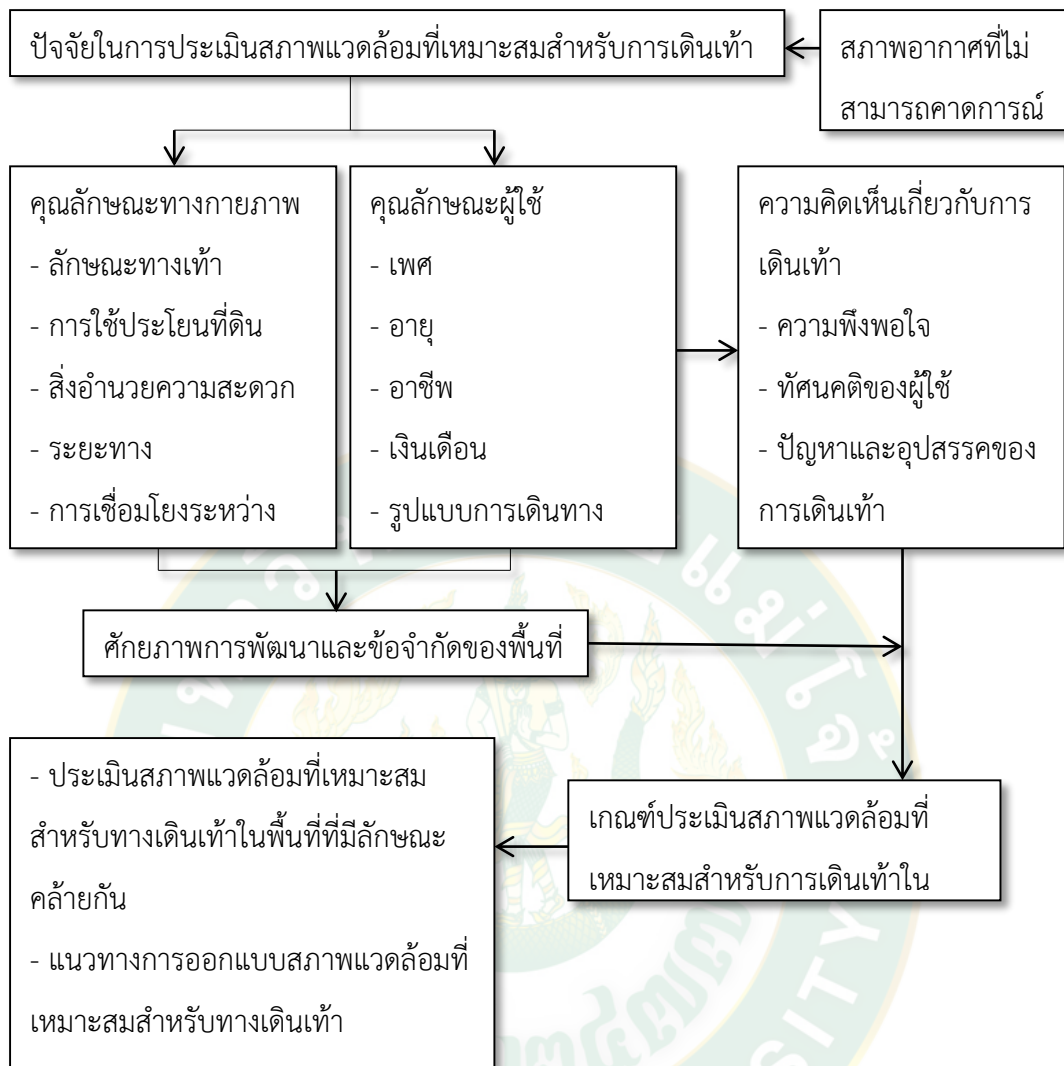 ปัจจัยในการประเมินสภาพแวดล้อมที่เหมาะสมสำหรับการเดินเท้า
สภาพอากาศที่ไม่
สามารถคาดการณ์
คุณลักษณะทางกายภาพ
- ลักษณะทางเท้า
- การใช้ประโยนที่ดิน
- สิ่งอำนวยความสะดวก
- ระยะทาง
- การเชื่อมโยงระหว่าง
คุณลักษณะผู้ใช้
- เพศ
- อายุ
- อาชีพ
- เงินเดือน
- รูปแบบการเดินทาง
ความคิดเห็นเกี่ยวกับการ
เดินเท้า
- ความพึงพอใจ
- ทัศนคติของผู้ใช้
- ปัญหาและอุปสรรคของ
การเดินเท้า
ศักยภาพการพัฒนาและข้อจำกัดของพื้นที่
เกณฑ์ประเมินสภาพแวดล้อมที่
เหมาะสมสำหรับการเดินเท้าใน
- ประเมินสภาพแวดล้อมที่เหมาะสม
สำหรับทางเดินเท้าในพื้นที่ที่มีลักษณะ
คล้ายกัน
- แนวทางการออกแบบสภาพแวดล้อมที่
เหมาะสมสำหรับทางเดินเท้า